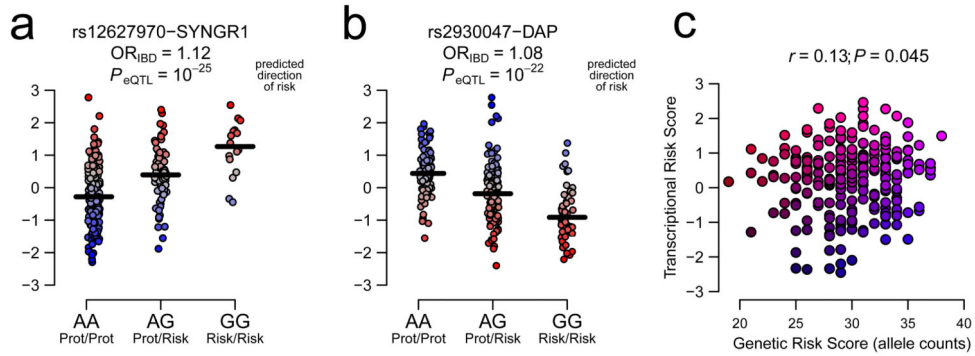 a
rs12627970−SYNGR1
OR_IBD = 1.12
P_eQTL = 10^−25
predicted
direction
of risk
3
2
1
0
−1
−2
−3
AA
AG
GG
Prot/Prot
Prot/Risk
Risk/Risk
b
rs2930047−DAP
OR_IBD = 1.08
P_eQTL = 10^−22
predicted
direction
of risk
3
2
1
0
−1
−2
−3
AA
AG
GG
Prot/Prot
Prot/Risk
Risk/Risk
c
r = 0.13; P = 0.045
Transcriptional Risk Score
3
2
1
0
−1
−2
−3
20 25 30 35 40
Genetic Risk Score (allele counts)